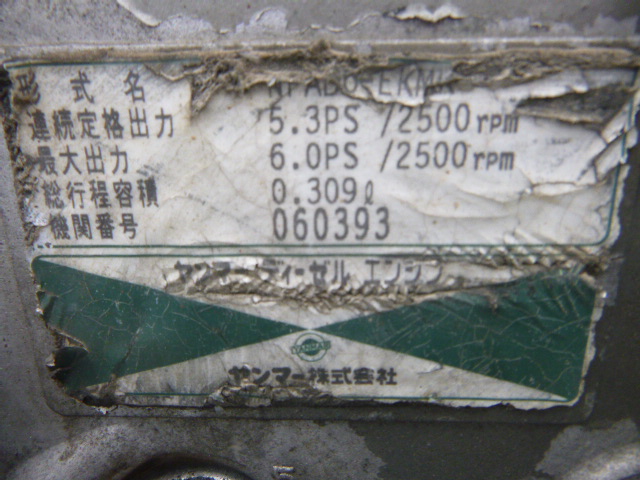 形式名
連続定格出力 5.3PS /2500rpm
最大出力 6.0PS /2500rpm
総行程容積 0.309ℓ
機関番号 060393
ヤンマーディーゼル エンジン
ヤンマー株式会社